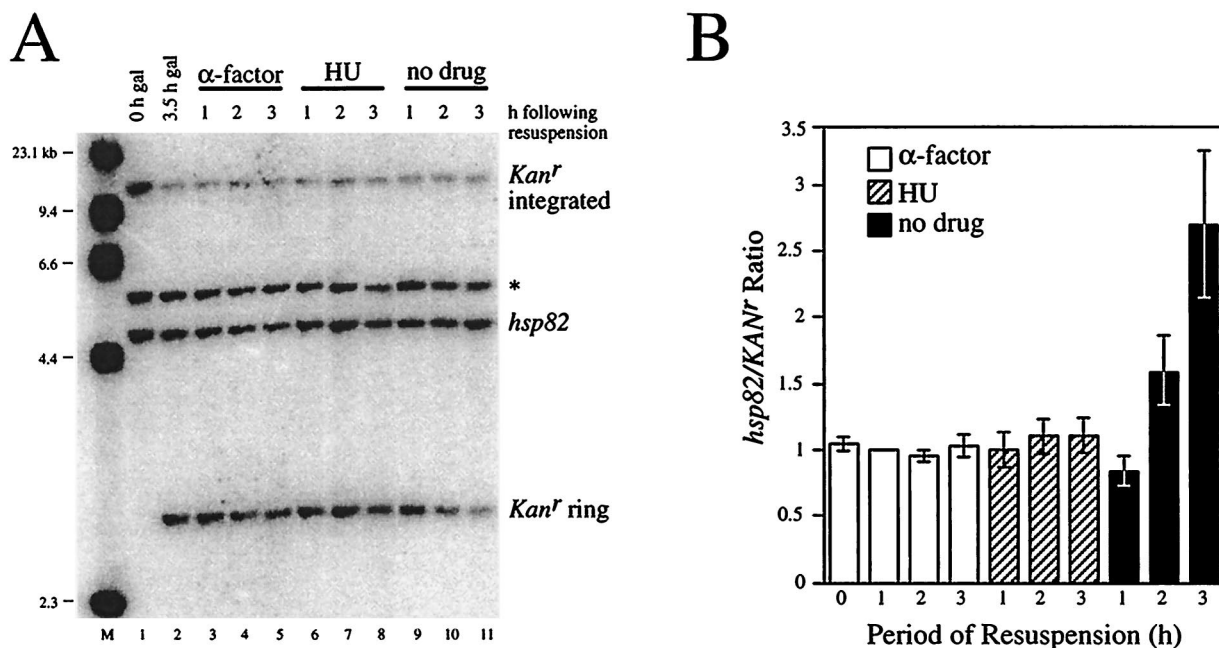 A
0 h gal
3.5 h gal
α-factor
HU
no drug
1 2 3 1 2 3 1 2 3
h following
resuspension
23.1 kb
9.4
6.6
4.4
2.3
Kanr
integrated
*
hsp82
Kanr ring
M 1 2 3 4 5 6 7 8 9 10 11
B
hsp82/KANr Ratio
3.5
3
2.5
2
1.5
1
0.5
0
α-factor
HU
no drug
0 1 2 3 1 2 3 1 2 3
Period of Resuspension (h)